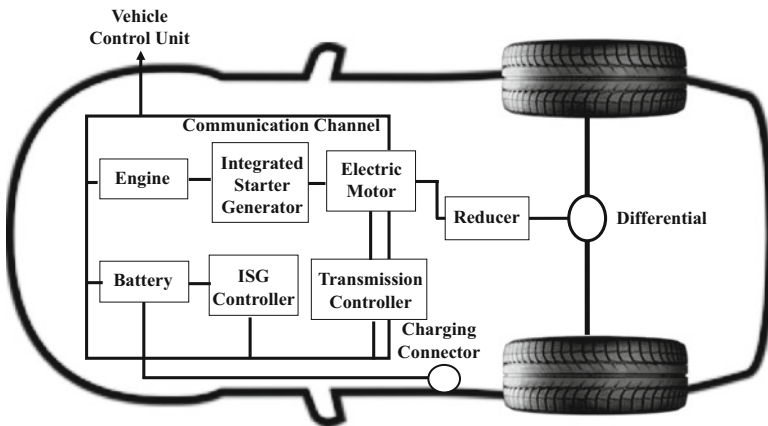 Vehicle
Control Unit
Communication Channel
Engine
Integrated
Starter
Generator
Electric
Motor
Reducer
Differential
Battery
ISG
Controller
Transmission
Controller
Charging
Connector